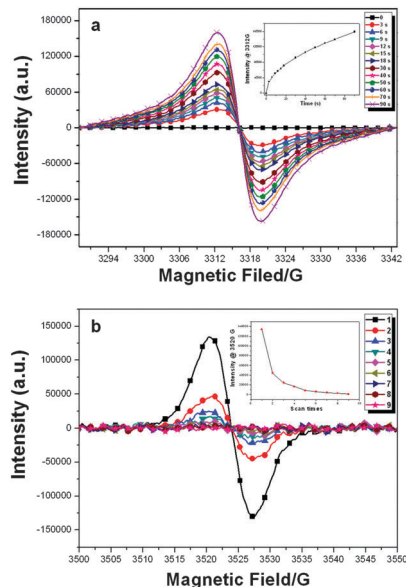 a
Intensity (a.u.)
180000
120000
60000
0
-60000
-120000
-180000
3294 3300 3306 3312 3318 3324 3330 3336 3342
Magnetic Filed/G
Intensity @ 3312G
Time (s)
0
3 s
6 s
9 s
12 s
15 s
18 s
30 s
40 s
50 s
60 s
70 s
90 s
b
Intensity (a.u.)
150000
100000
50000
0
-50000
-100000
-150000
3500 3505 3510 3515 3520 3525 3530 3535 3540 3545 3550
Magnetic Field/G
Intensity @ 3520 G
Scan times
1
2
3
4
5
6
7
8
9